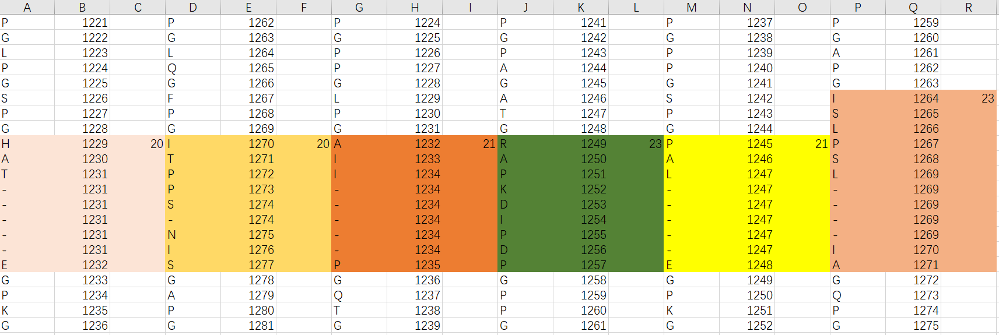 A B C D E F G H I J K L M N O P Q R
P 1221 P 1262 P 1224 P 1241 P 1237 P 1259
G 1222 G 1263 G 1225 G 1242 G 1238 G 1260
L 1223 L 1264 P 1226 P 1243 P 1239 A 1261
P 1224 Q 1265 P 1227 A 1244 P 1240 P 1262
G 1225 G 1266 G 1228 G 1245 G 1241 G 1263
S 1226 F 1267 L 1229 A 1246 S 1242 I 1264 23
P 1227 P 1268 P 1230 T 1247 P 1243 S 1265
G 1228 G 1269 G 1231 G 1248 G 1244 L 1266
H 1229 20 I 1270 20 A 1232 21 R 1249 23 P 1245 21 P 1267
A 1230 T 1271 I 1233 A 1250 A 1246 S 1268
T 1231 P 1272 I 1234 P 1251 L 1247 L 1269
- 1231 P 1273 - 1234 K 1252 - 1247 - 1269
- 1231 S 1274 - 1234 D 1253 - 1247 - 1269
- 1231 - 1274 - 1234 I 1254 - 1247 - 1269
- 1231 N 1275 - 1234 P 1255 - 1247 - 1269
- 1231 I 1276 - 1234 D 1256 - 1247 I 1270
E 1232 S 1277 P 1235 P 1257 E 1248 A 1271
G 1233 G 1278 G 1236 G 1258 G 1249 G 1272
P 1234 A 1279 Q 1237 P 1259 P 1250 Q 1273
K 1235 P 1280 T 1238 P 1260 K 1251 P 1274
G 1236 G 1281 G 1239 G 1261 G 1252 G 1275